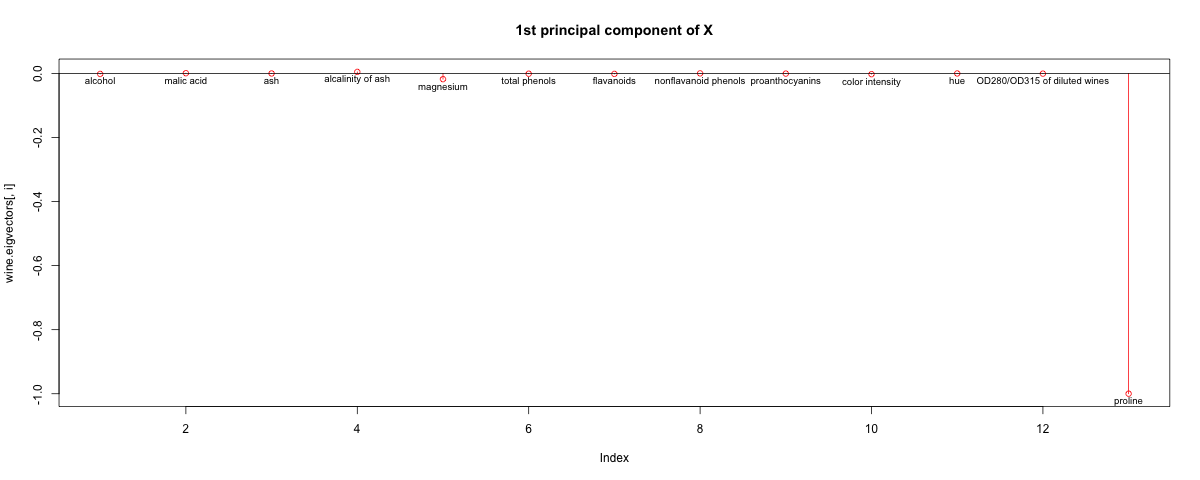 1st principal component of X
wine.eigvectors[, i]
0.0
-0.2
-0.4
-0.6
-0.8
-1.0
alcohol
malic acid
ash
alcalinity of ash
magnesium
total phenols
flavanoids
nonflavanoid phenols
proanthocyanins
color intensity
hue
OD280/OD315 of diluted wines
proline
2 4 6 8 10 12
Index